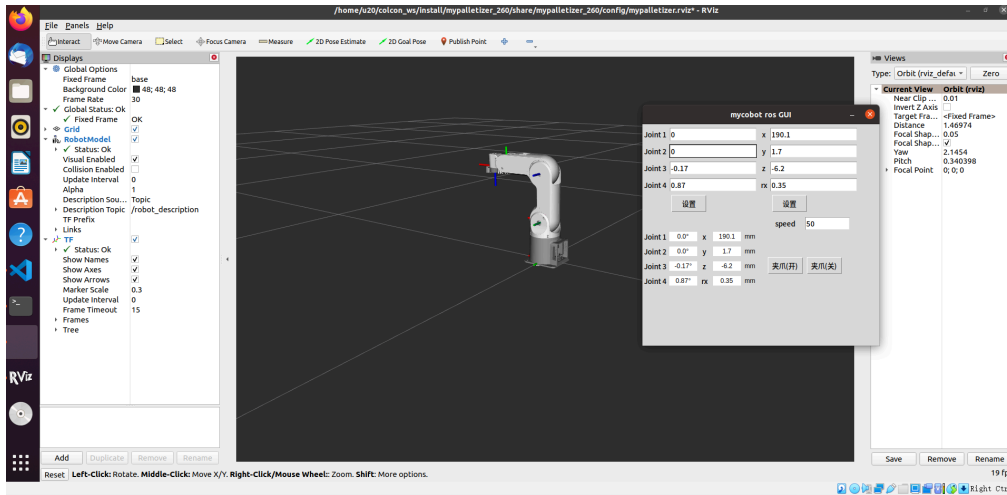 /home/u20/colcon_ws/install/mypalletizer_260/share/mypalletizer_260/config/mypalletizer.rviz* - RViz
File Panels Help
Interact Move Camera Select Focus Camera Measure 2D Pose Estimate 2D Goal Pose Publish Point
Displays
Global Options
Fixed Frame base
Background Color 48; 48; 48
Frame Rate 30
Global Status: Ok
Fixed Frame OK
Grid
RobotModel
Status: Ok
Visual Enabled
Collision Enabled
Update Interval 0
Alpha 1
Description Sou... Topic
Description Topic /robot_description
TF Prefix
Links
TF
Status: Ok
Show Names
Show Axes
Show Arrows
Marker Scale 0.3
Update Interval 0
Frame Timeout 15
Frames
Tree
Add Duplicate Remove Rename
Reset Left-Click: Rotate. Middle-Click: Move X/Y. Right-Click/Mouse Wheel:: Zoom. Shift: More options.
RViz
mycobot ros GUI
Joint 1 0 x 190.1
Joint 2 0 y 1.7
Joint 3 -0.17 z -6.2
Joint 4 0.87 rx 0.35
设置 设置
speed 50
Joint 1 0.0° x 190.1 mm
Joint 2 0.0° y 1.7 mm
Joint 3 -0.17° z -6.2 mm
Joint 4 0.87° rx 0.35 mm
夹爪(开) 夹爪(关)
Views
Type: Orbit (rviz_defau Zero
Current View Orbit (rviz)
Near Clip ... 0.01
Invert Z Axis
Target Fra... <Fixed Frame>
Distance 1.46974
Focal Shap... 0.05
Focal Shap...
Yaw 2.1454
Pitch 0.340398
Focal Point 0; 0; 0
Save Remove Rename
19 fp
Right Ctr